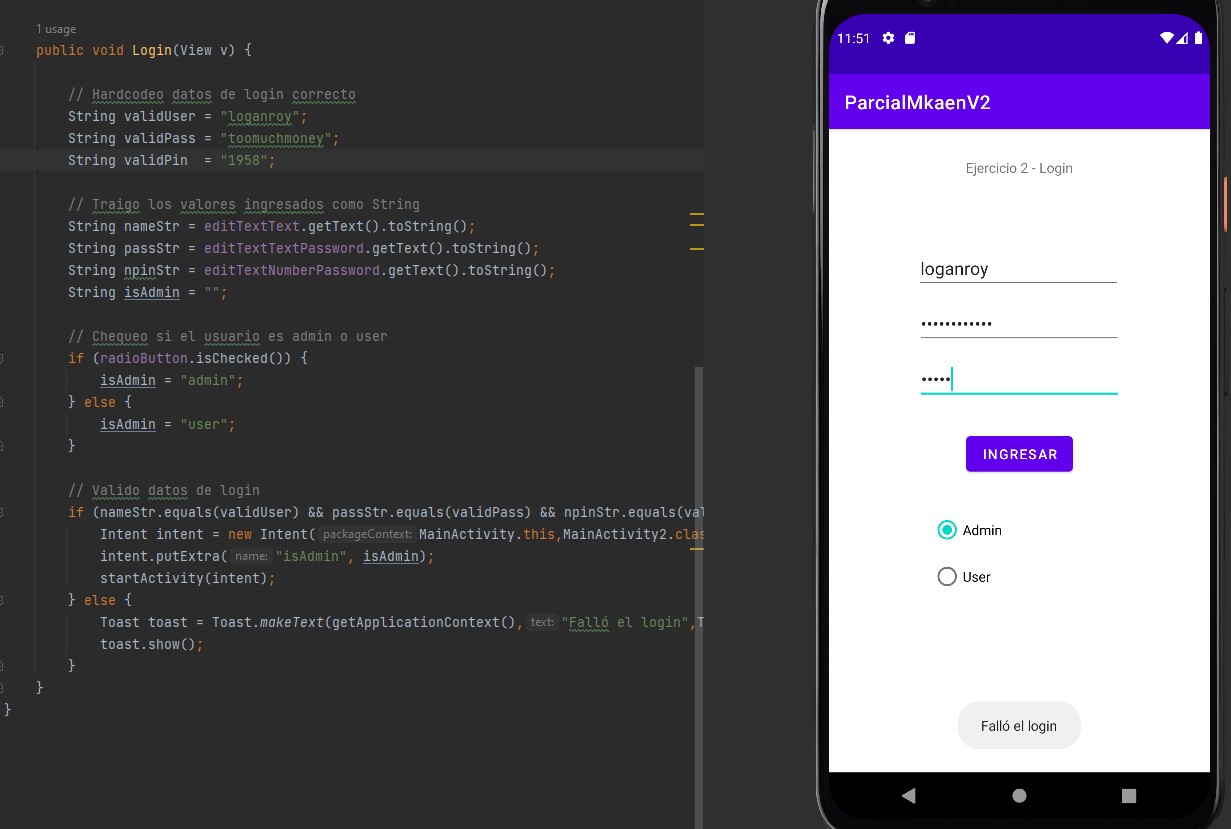 1 usage
public void Login(View v) {
// Hardcodeo datos de login correcto
String validUser = "loganroy";
String validPass = "toomuchmoney";
String validPin  = "1958";
// Traigo los valores ingresados como String
String nameStr = editTextText.getText().toString();
String passStr = editTextTextPassword.getText().toString();
String npinStr = editTextNumberPassword.getText().toString();
String isAdmin = "";
// Chequeo si el usuario es admin o user
if (radioButton.isChecked()) {
isAdmin = "admin";
} else {
isAdmin = "user";
}
// Valido datos de login
if (nameStr.equals(validUser) && passStr.equals(validPass) && npinStr.equals(val
Intent intent = new Intent( packageContext: MainActivity.this,MainActivity2.clas
intent.putExtra( name: "isAdmin", isAdmin);
startActivity(intent);
} else {
Toast toast = Toast.makeText(getApplicationContext(), text: "Falló el login",T
toast.show();
}
}
}
11:51
ParcialMkaenV2
Ejercicio 2 - Login
loganroy
••••••••••••
•••••
INGRESAR
Admin
User
Falló el login